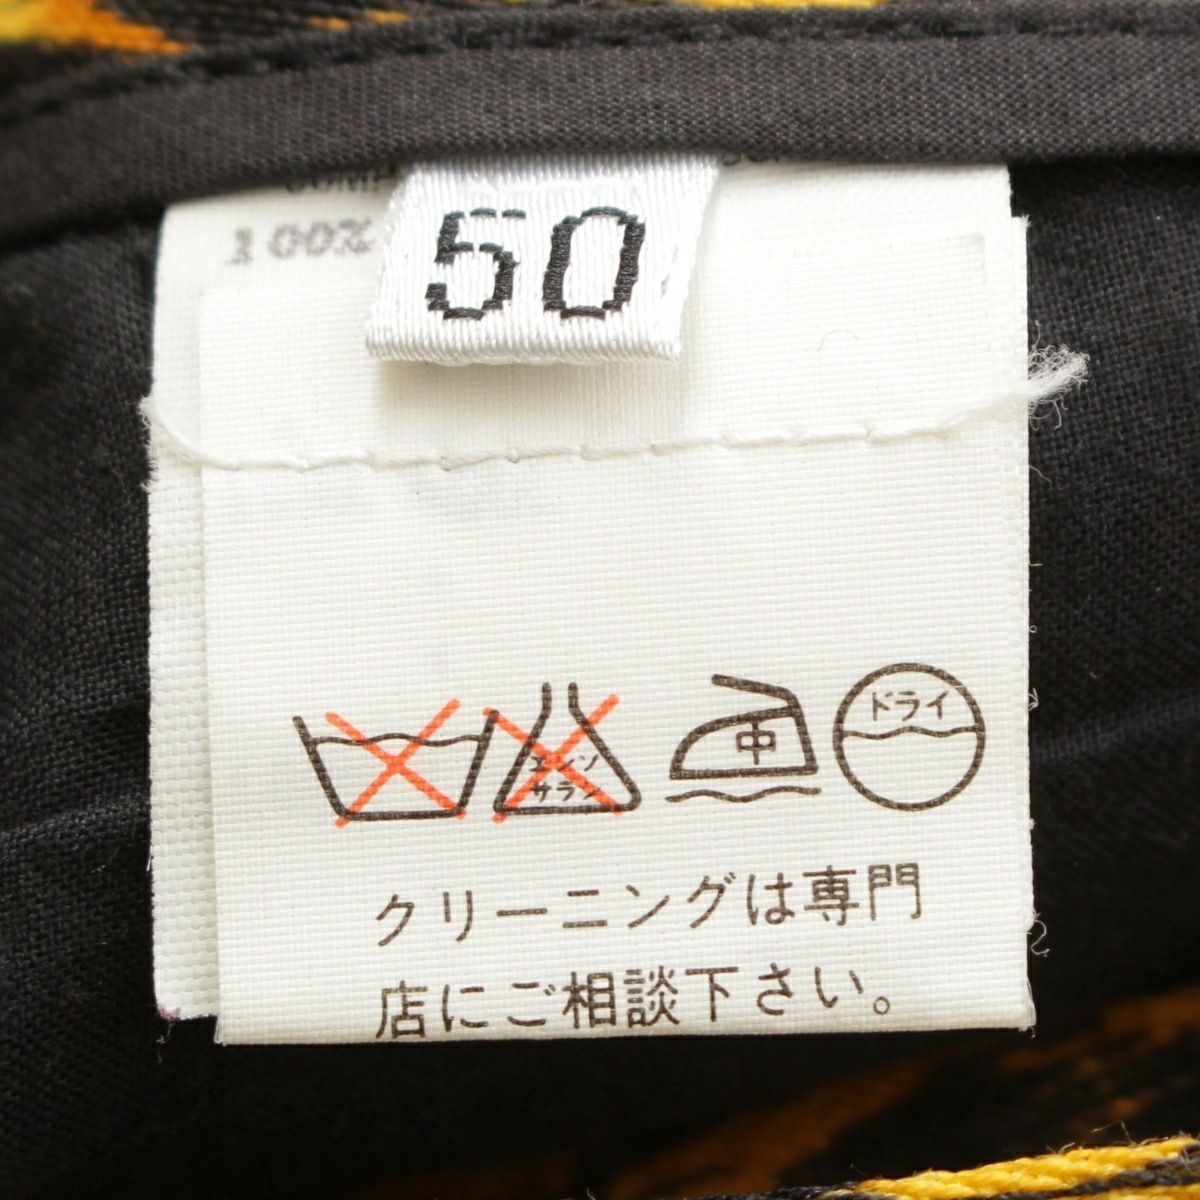 100%
50
エンソ
サラシ
中
ドライ
クリーニングは専門
店にご相談下さい。